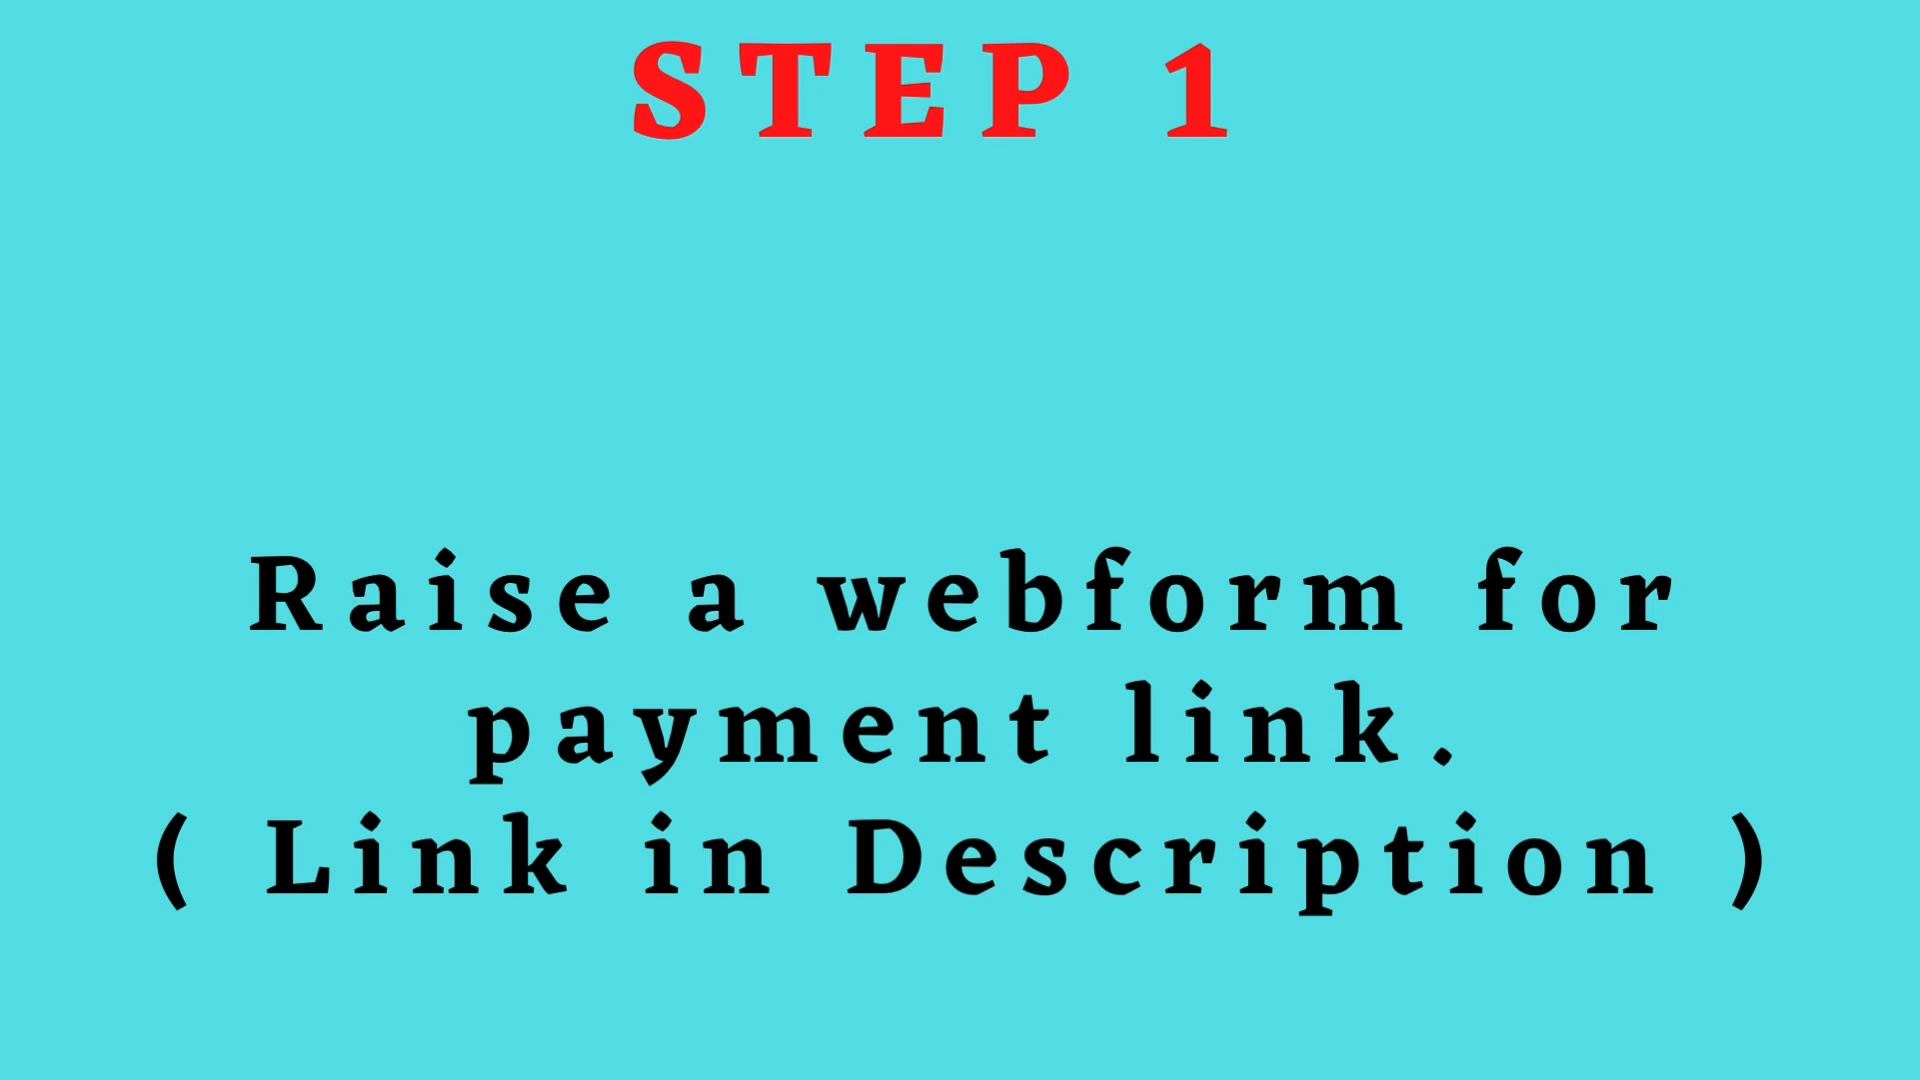 STEP 1
Raise a webform for
payment link.
( Link in Description )